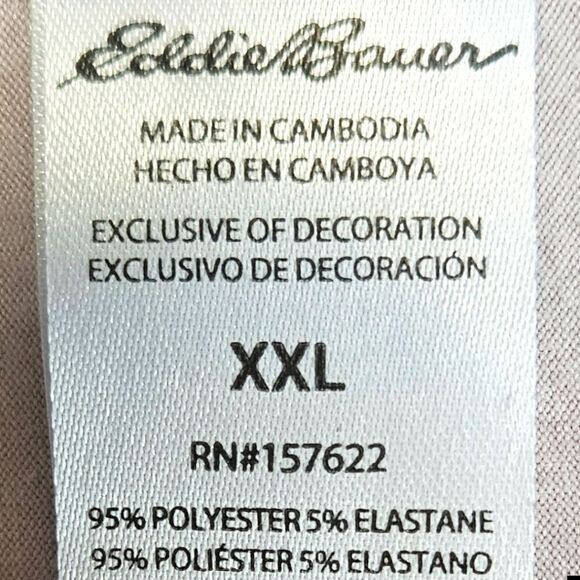 Eddie Bauer
MADE IN CAMBODIA
HECHO EN CAMBOYA
EXCLUSIVE OF DECORATION
EXCLUSIVO DE DECORACIÓN
XXL
RN#157622
95% POLYESTER 5% ELASTANE
95% POLIÉSTER 5% ELASTANO